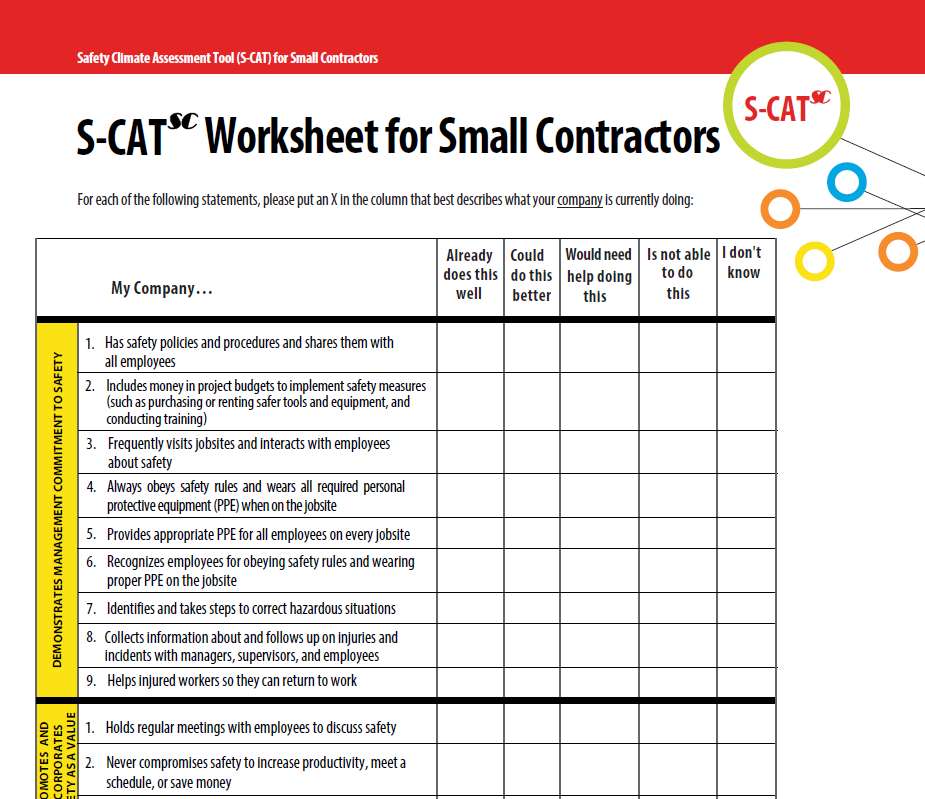 Safety Climate Assessment Tool (S-CAT) for Small Contractors
S-CATsc
S-CATsc Worksheet for Small Contractors
For each of the following statements, please put an X in the column that best describes what your company is currently doing:
My Company…
Already
does this
well
Could
do this
better
Would need
help doing
this
Is not able
to do
this
I don't
know
DEMONSTRATES MANAGEMENT COMMITMENT TO SAFETY
1. Has safety policies and procedures and shares them with
all employees
2. Includes money in project budgets to implement safety measures
(such as purchasing or renting safer tools and equipment, and
conducting training)
3. Frequently visits jobsites and interacts with employees
about safety
4. Always obeys safety rules and wears all required personal
protective equipment (PPE) when on the jobsite
5. Provides appropriate PPE for all employees on every jobsite
6. Recognizes employees for obeying safety rules and wearing
proper PPE on the jobsite
7. Identifies and takes steps to correct hazardous situations
8. Collects information about and follows up on injuries and
incidents with managers, supervisors, and employees
9. Helps injured workers so they can return to work
OMOTES AND
CORPORATES
ETY AS A VALUE
1. Holds regular meetings with employees to discuss safety
2. Never compromises safety to increase productivity, meet a
schedule, or save money